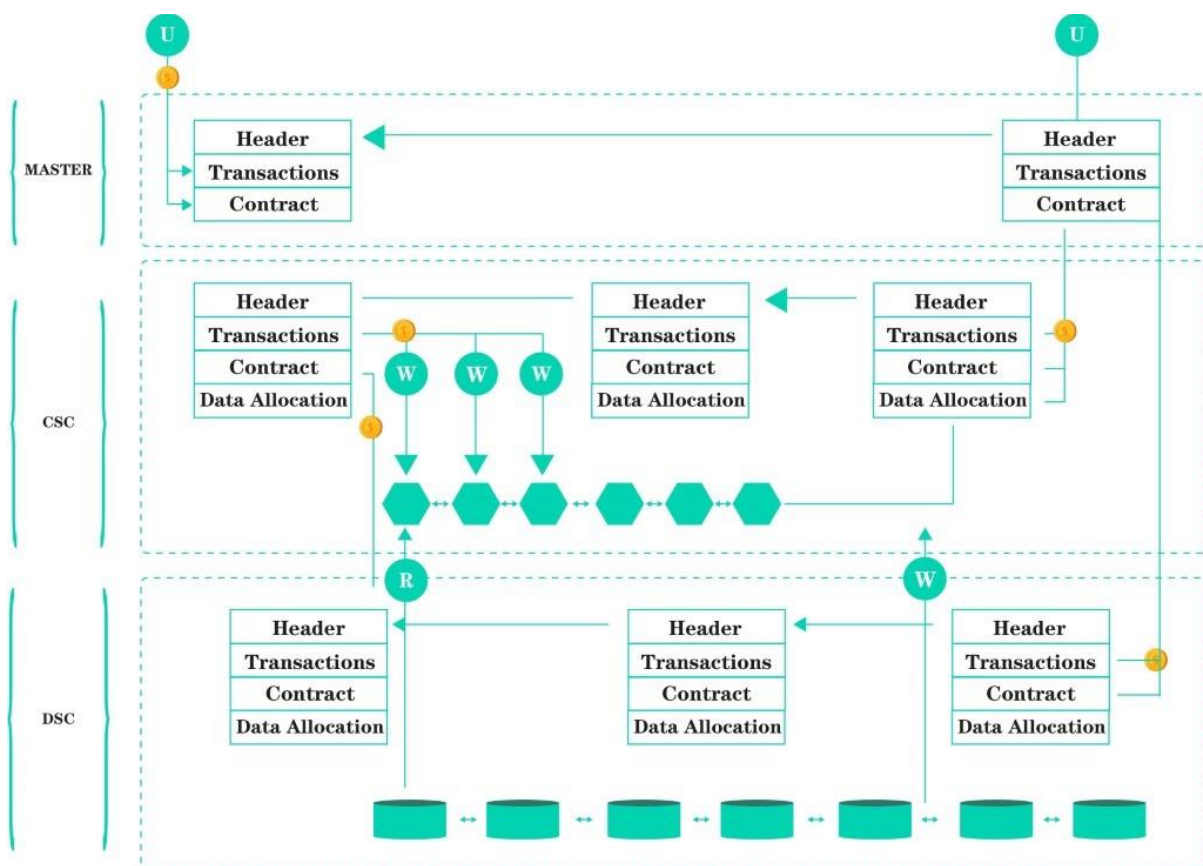 U
U
MASTER
Header
Transactions
Contract
Header
Transactions
Contract
CSC
Header
Transactions
Contract
Data Allocation
W
W
W
Header
Transactions
Contract
Data Allocation
Header
Transactions
Contract
Data Allocation
R
W
DSC
Header
Transactions
Contract
Data Allocation
Header
Transactions
Contract
Data Allocation
Header
Transactions
Contract
Data Allocation